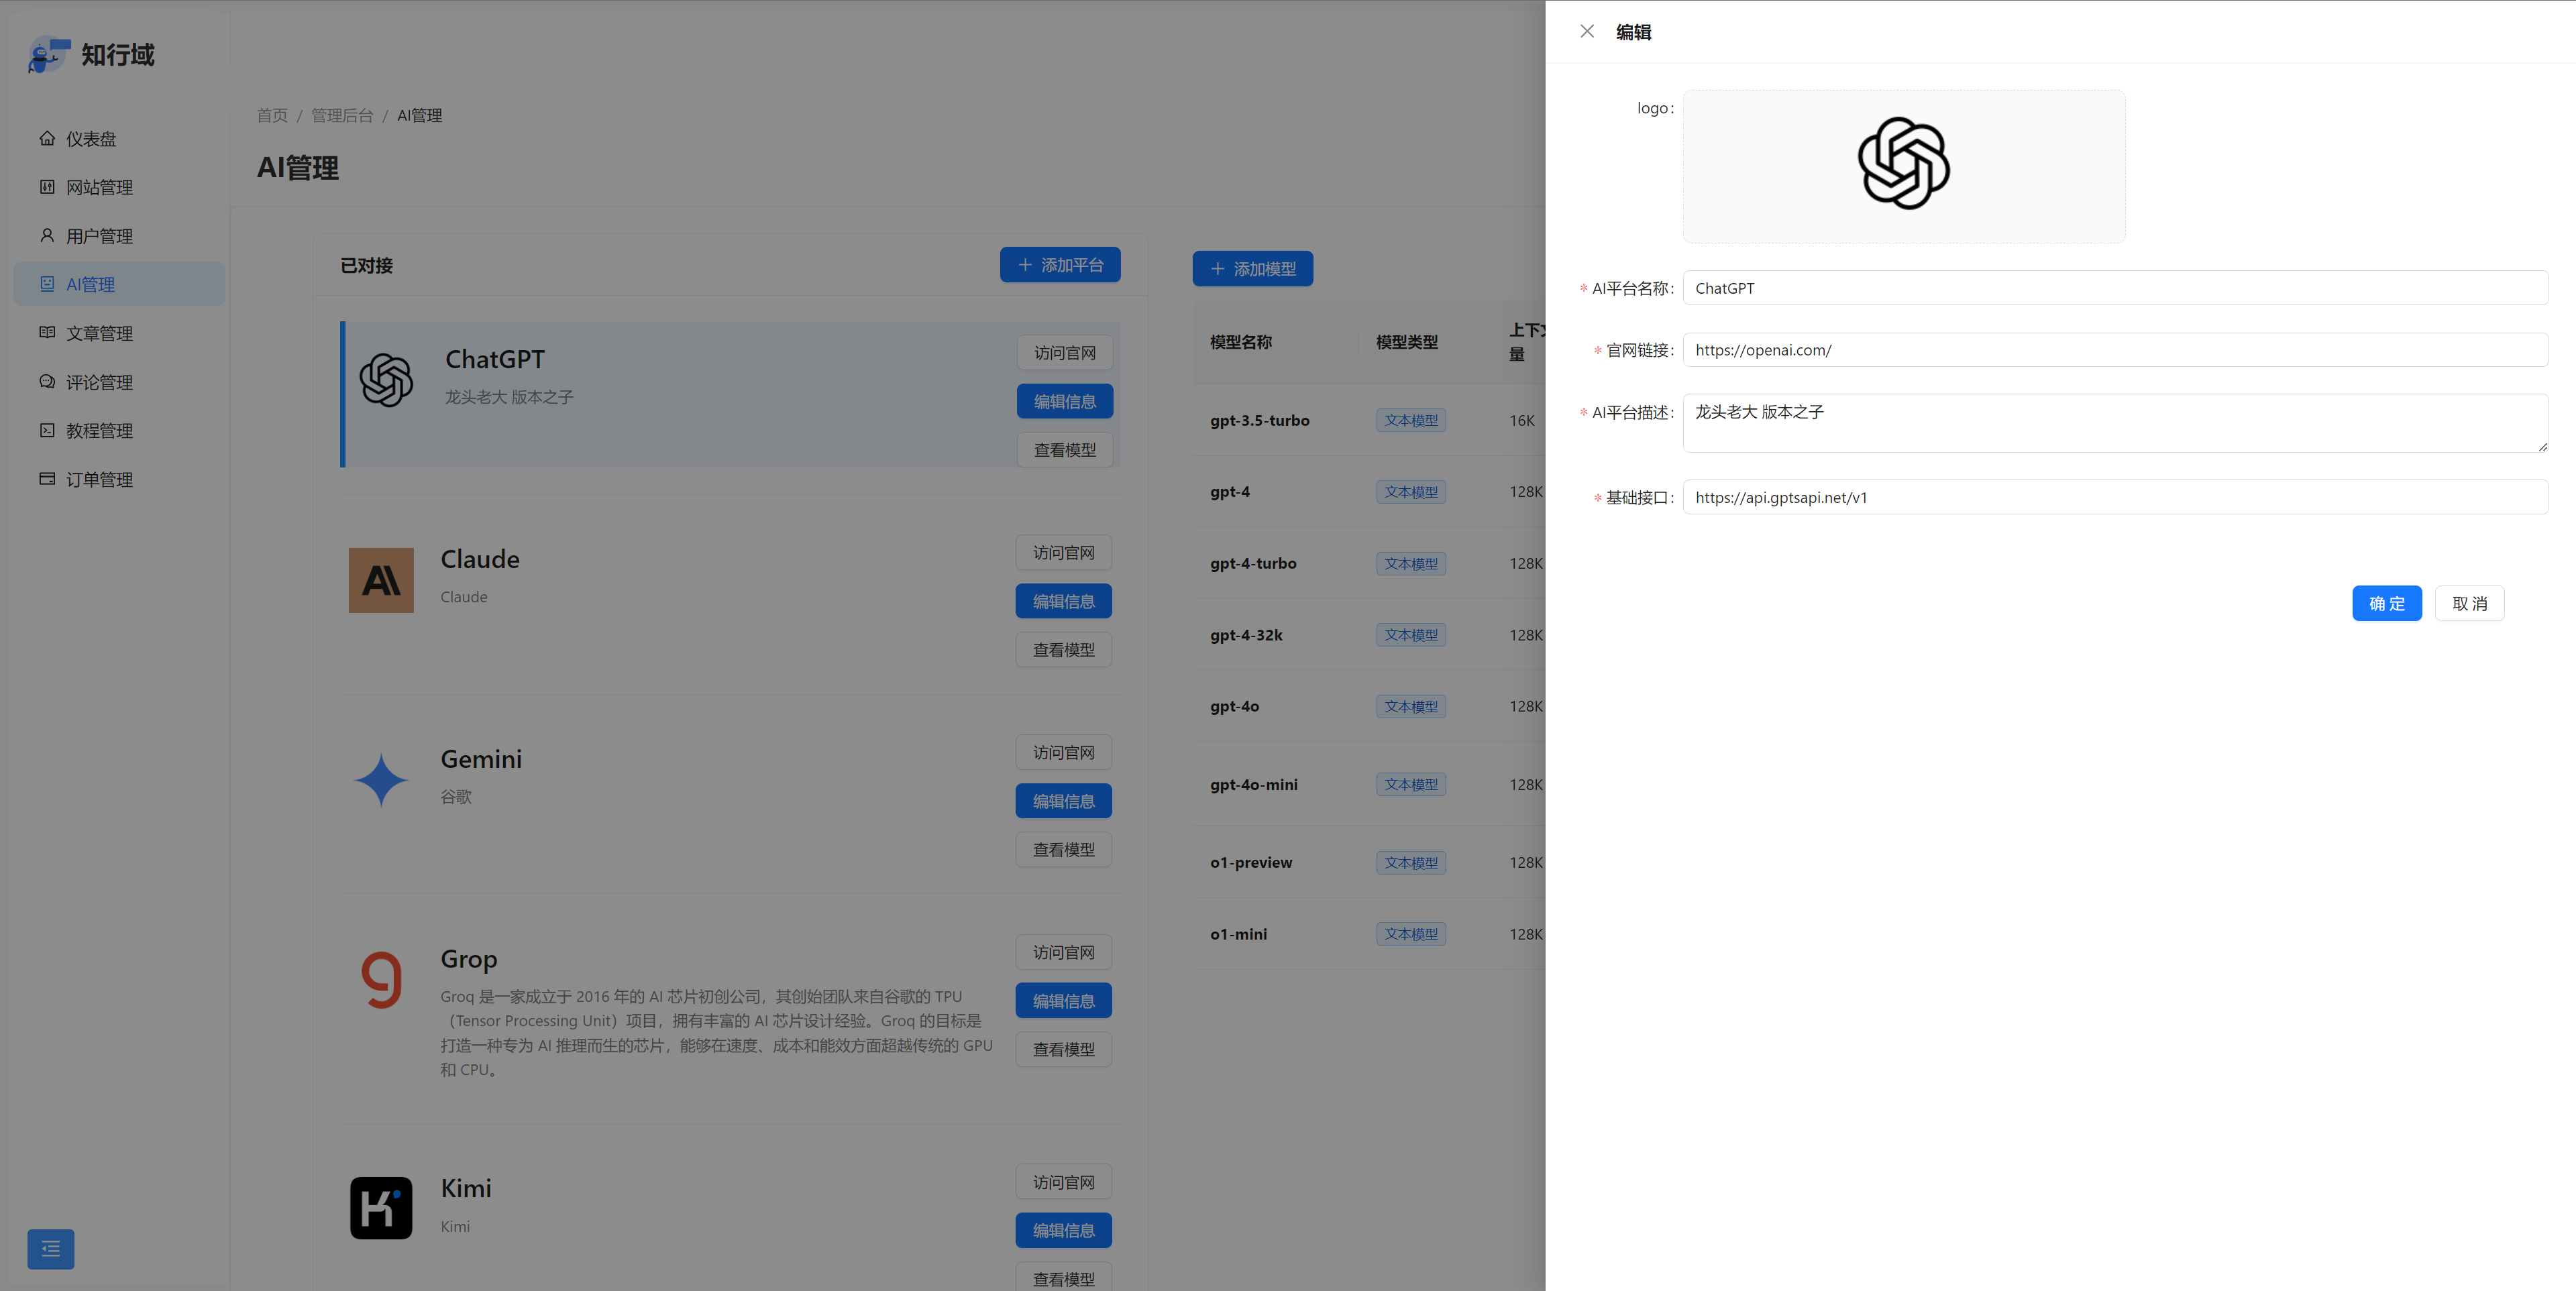 知行域
仪表盘
网站管理
用户管理
AI管理
文章管理
评论管理
教程管理
订单管理
首页 / 管理后台 / AI管理
AI管理
已对接
添加平台
ChatGPT
龙头老大 版本之子
访问官网
编辑信息
查看模型
Claude
Claude
访问官网
编辑信息
查看模型
Gemini
谷歌
访问官网
编辑信息
查看模型
Grop
Groq 是一家成立于 2016 年的 AI 芯片初创公司，其创始团队来自谷歌的 TPU
（Tensor Processing Unit）项目，拥有丰富的 AI 芯片设计经验。Groq 的目标是
打造一种专为 AI 推理而生的芯片，能够在速度、成本和能效方面超越传统的 GPU
和 CPU。
访问官网
编辑信息
查看模型
Kimi
Kimi
访问官网
编辑信息
查看模型
添加模型
模型名称 模型类型 上下
量
gpt-3.5-turbo 文本模型 16K
gpt-4 文本模型 128K
gpt-4-turbo 文本模型 128K
gpt-4-32k 文本模型 128K
gpt-4o 文本模型 128K
gpt-4o-mini 文本模型 128K
o1-preview 文本模型 128K
o1-mini 文本模型 128K
编辑
logo:
* AI平台名称: ChatGPT
* 官网链接: https://openai.com/
* AI平台描述: 龙头老大 版本之子
* 基础接口: https://api.gptsapi.net/v1
确 定
取 消